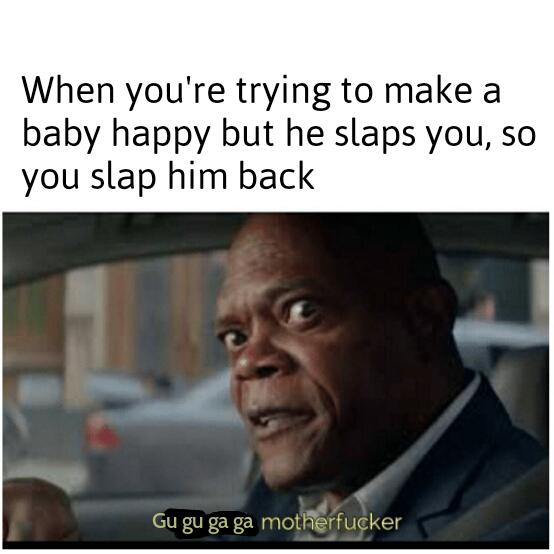 When you're trying to make a
baby happy but he slaps you, so
you slap him back
Gu gu ga ga motherfucker